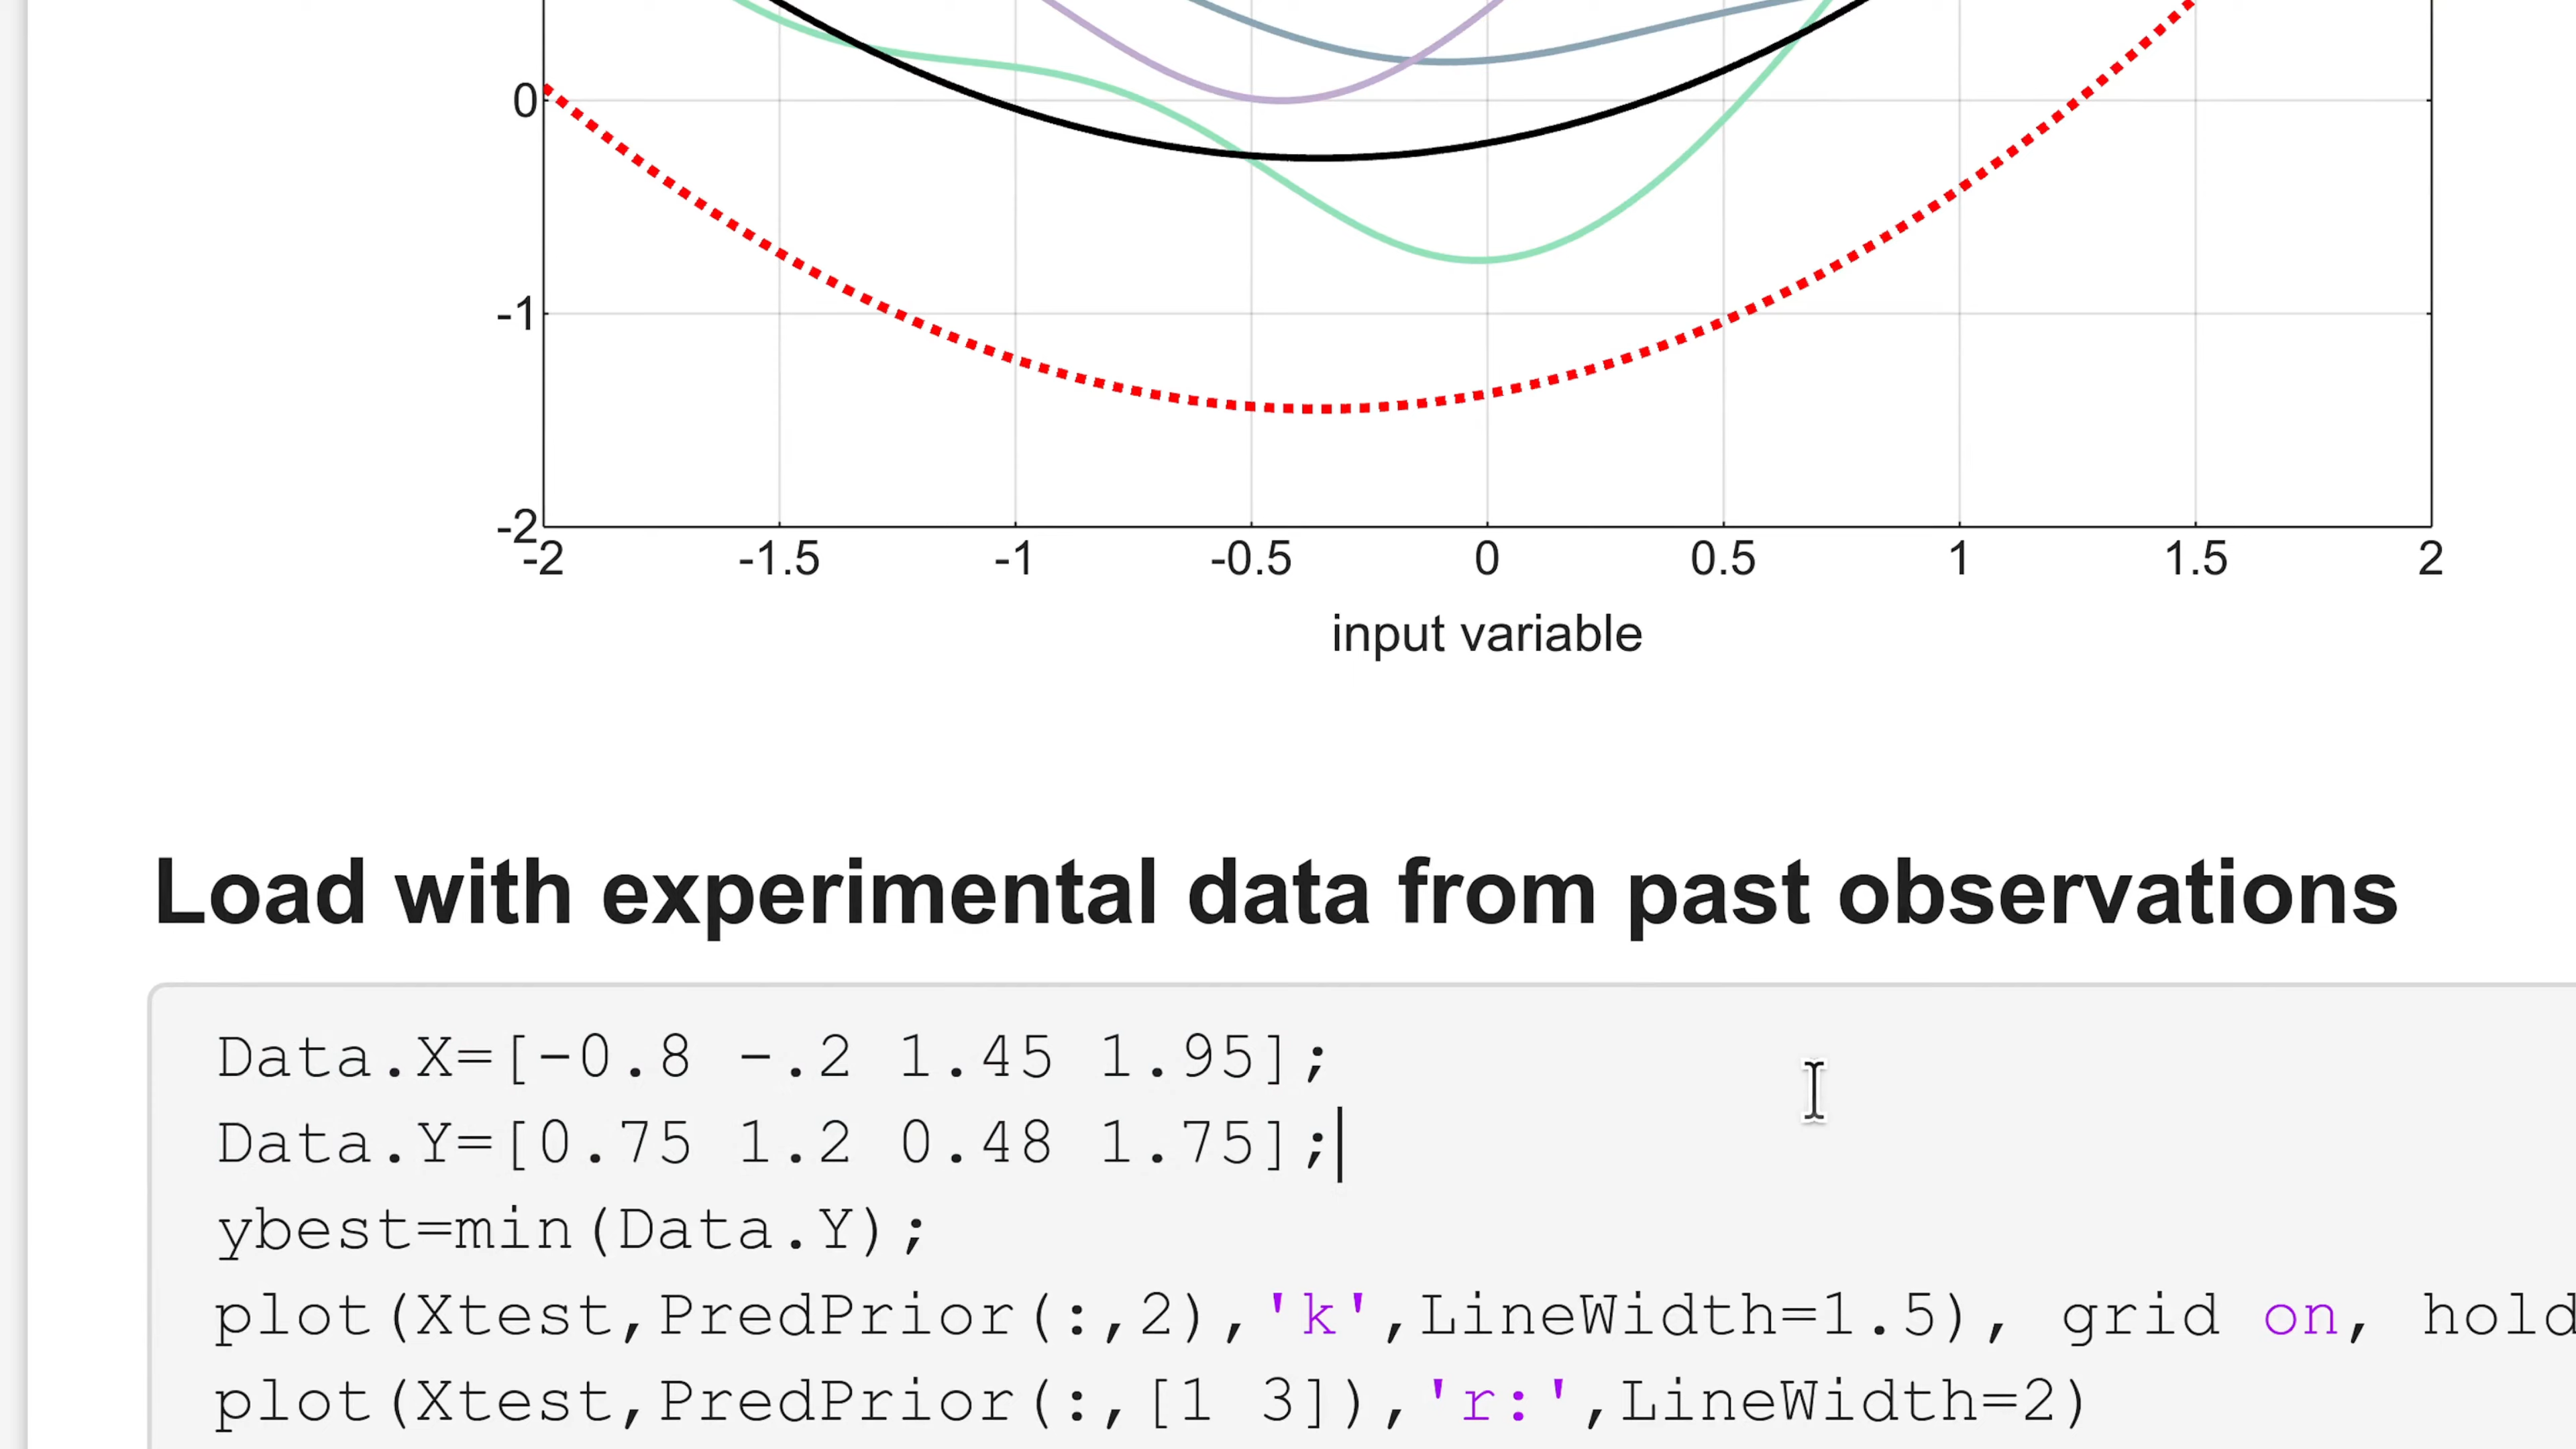 0
-1
-2
-2 -1.5 -1 -0.5 0 0.5 1 1.5 2
input variable
Load with experimental data from past observations
Data.X=[-0.8 -.2 1.45 1.95];
Data.Y=[0.75 1.2 0.48 1.75];
ybest=min(Data.Y);
plot(Xtest,PredPrior(:,2),'k',LineWidth=1.5), grid on, hold
plot(Xtest,PredPrior(:,[1 3]),'r:',LineWidth=2)